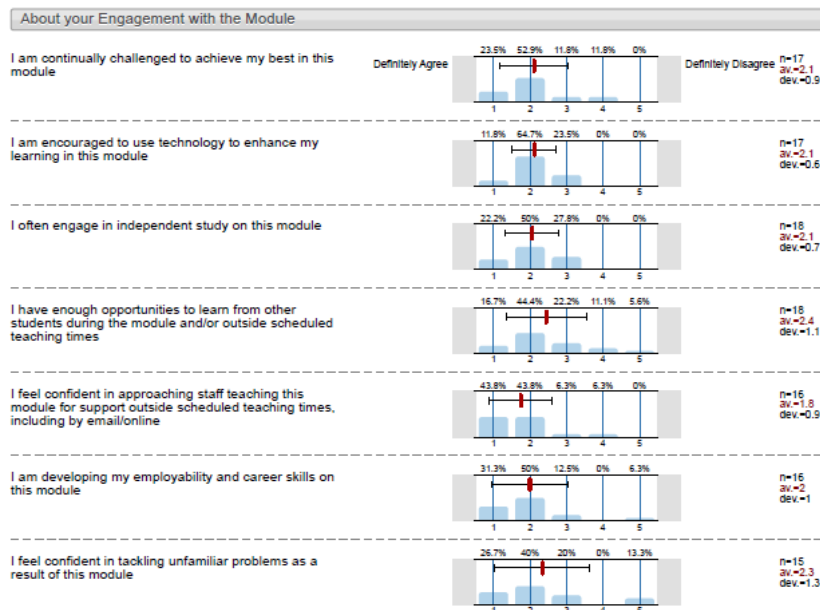 About your Engagement with the Module
I am continually challenged to achieve my best in this
module
Definitely Agree
23.5% 52.9% 11.8% 11.8% 0%
1 2 3 4 5
Definitely Disagree
n=17
av.=2.1
dev.=0.9
I am encouraged to use technology to enhance my
learning in this module
11.8% 64.7% 23.5% 0% 0%
1 2 3 4 5
n=17
av.=2.1
dev.=0.6
I often engage in independent study on this module
22.2% 50% 27.8% 0% 0%
1 2 3 4 5
n=18
av.=2.1
dev.=0.7
I have enough opportunities to learn from other
students during the module and/or outside scheduled
teaching times
16.7% 44.4% 22.2% 11.1% 5.6%
1 2 3 4 5
n=18
av.=2.4
dev.=1.1
I feel confident in approaching staff teaching this
module for support outside scheduled teaching times,
including by email/online
43.8% 43.8% 6.3% 6.3% 0%
1 2 3 4 5
n=16
av.=1.8
dev.=0.9
I am developing my employability and career skills on
this module
31.3% 50% 12.5% 0% 6.3%
1 2 3 4 5
n=16
av.=2
dev.=1
I feel confident in tackling unfamiliar problems as a
result of this module
26.7% 40% 20% 0% 13.3%
1 2 3 4 5
n=15
av.=2.3
dev.=1.3